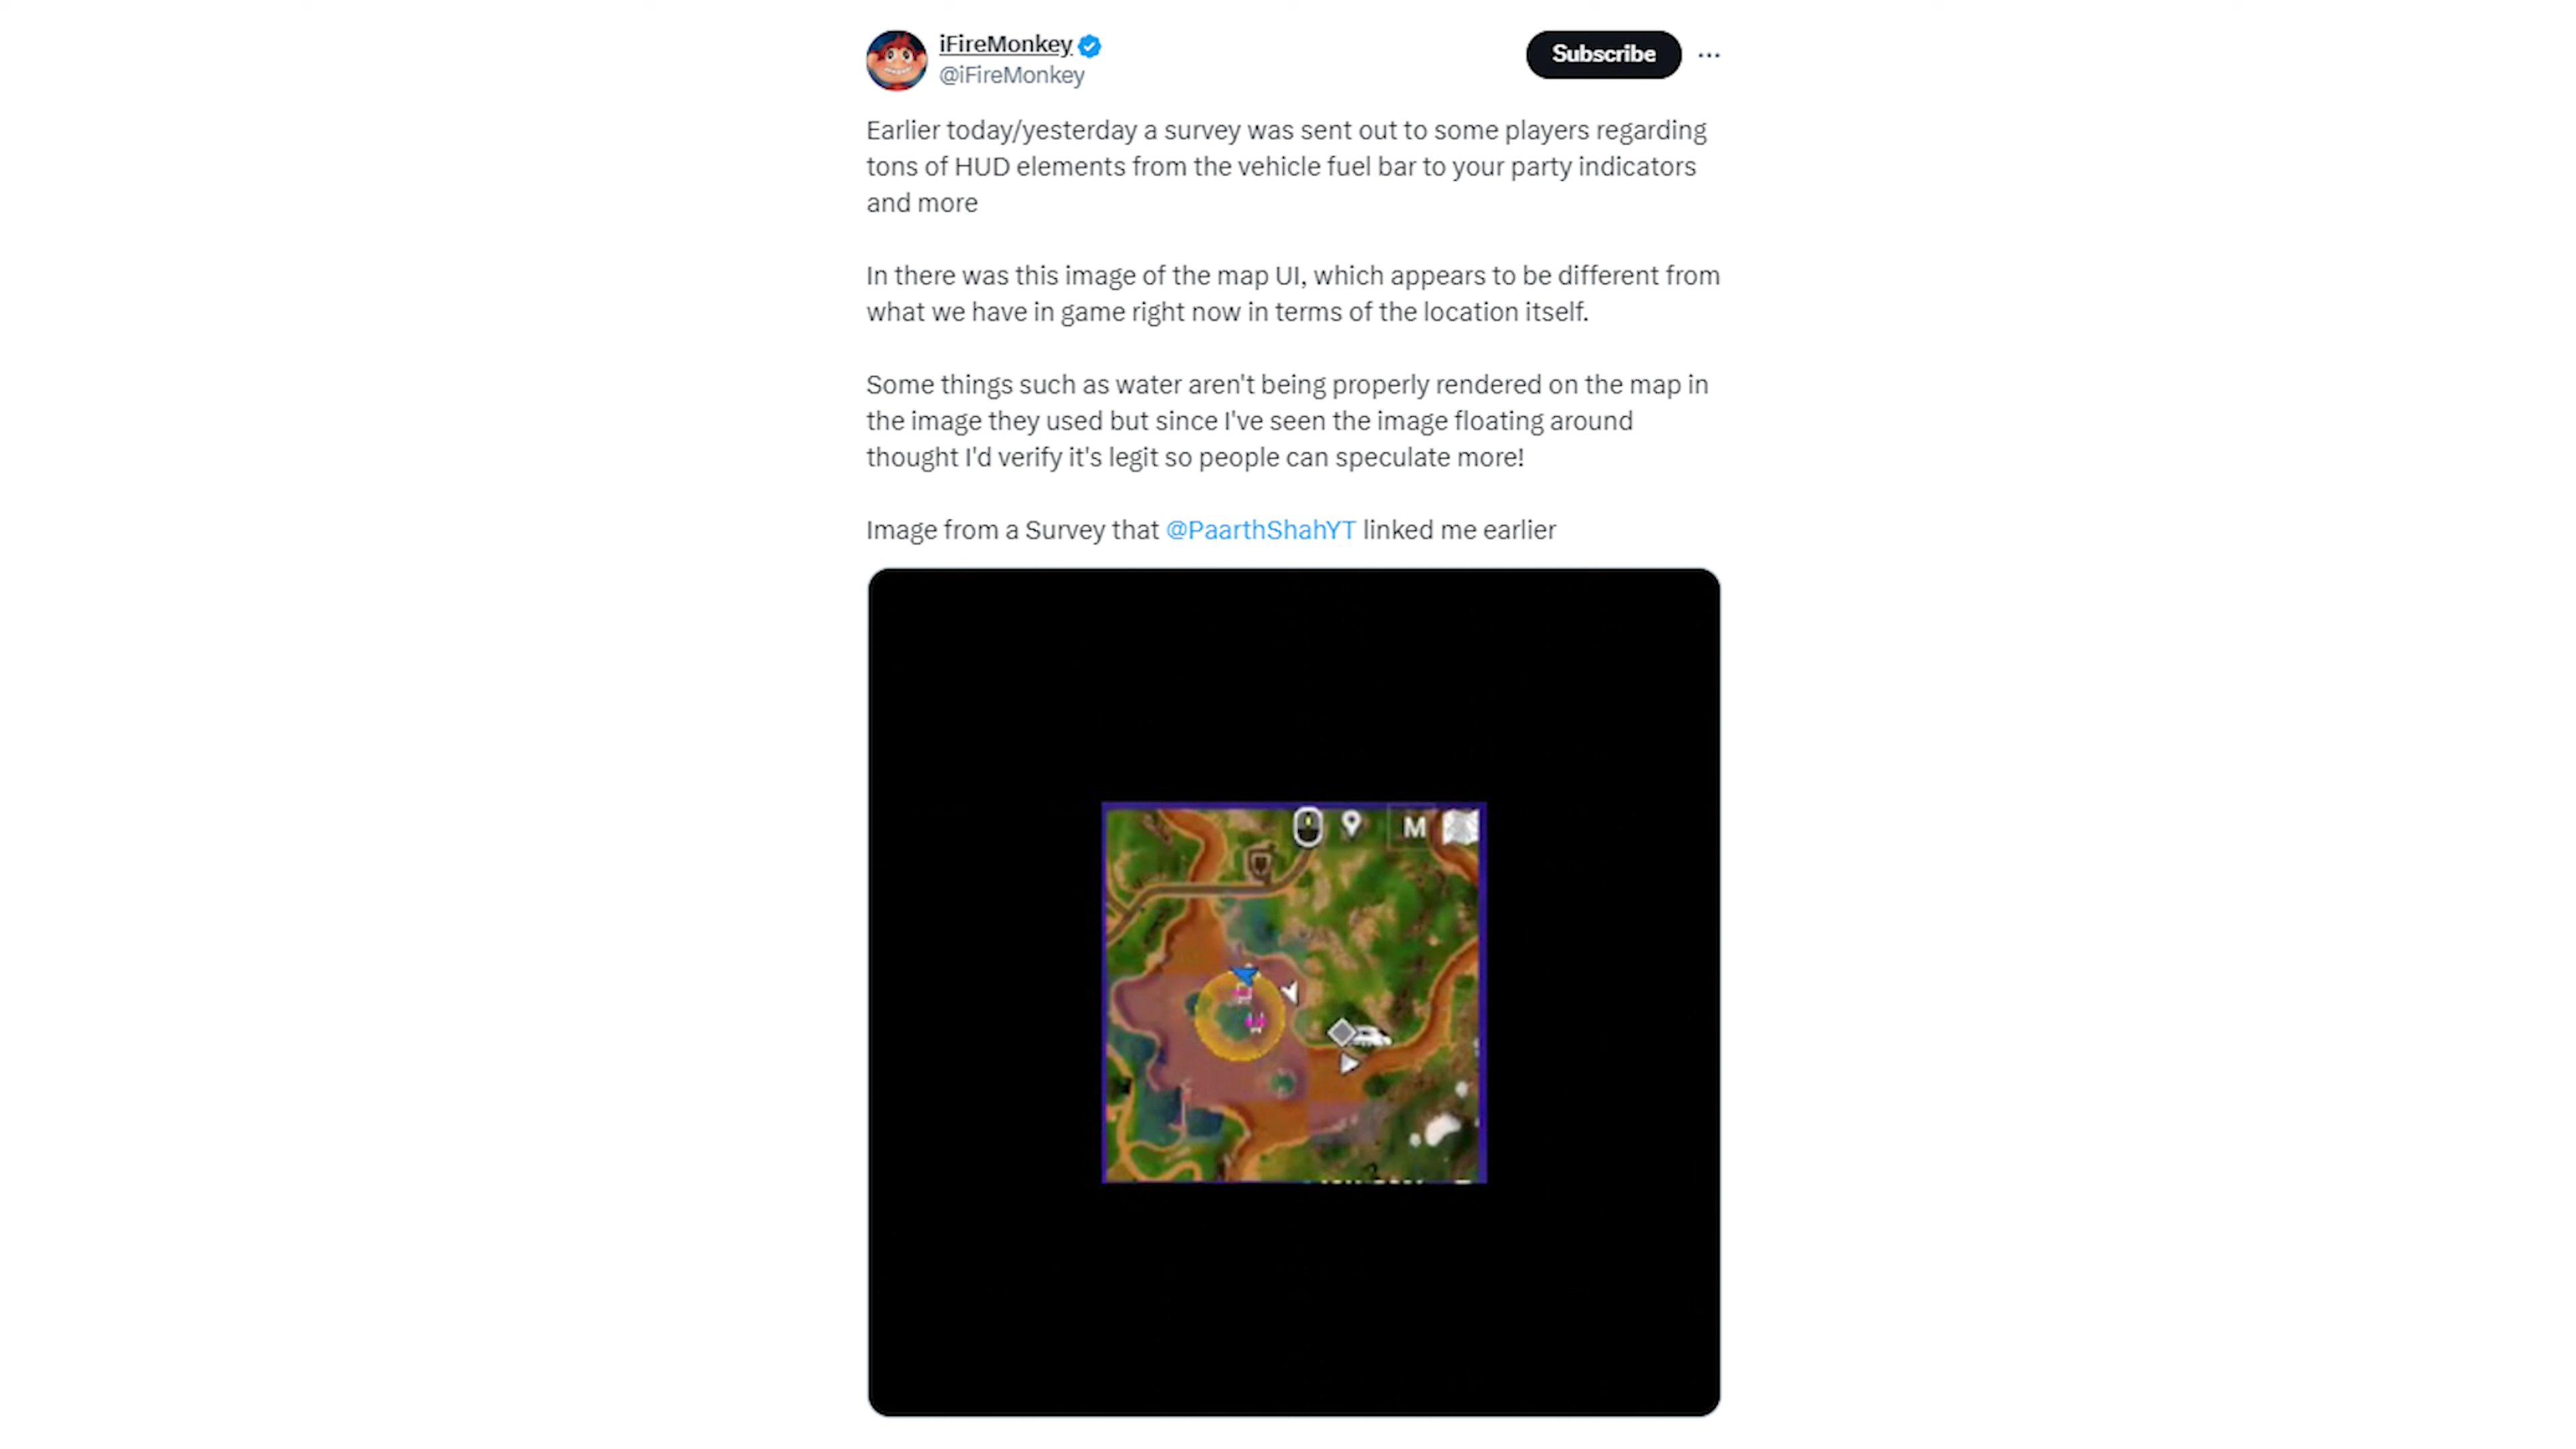 iFireMonkey
@iFireMonkey
Subscribe
Earlier today/yesterday a survey was sent out to some players regarding
tons of HUD elements from the vehicle fuel bar to your party indicators
and more
In there was this image of the map UI, which appears to be different from
what we have in game right now in terms of the location itself.
Some things such as water aren't being properly rendered on the map in
the image they used but since I've seen the image floating around
thought I'd verify it's legit so people can speculate more!
Image from a Survey that @PaarthShahYT linked me earlier
M